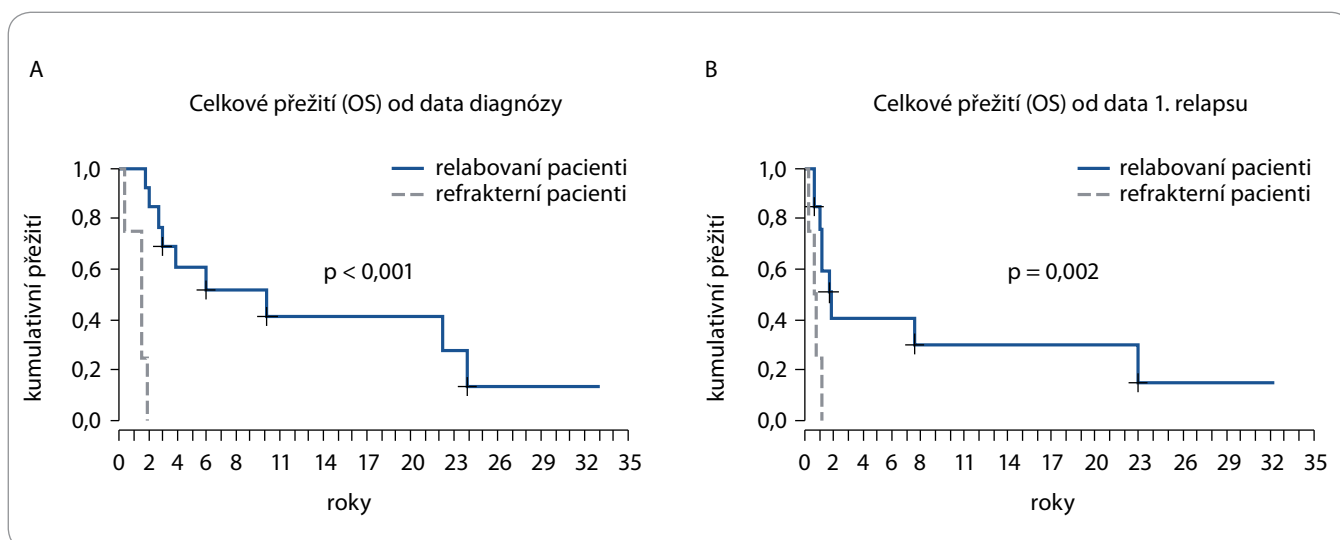 A
Celkové přežití (OS) od data diagnózy
relabovaní pacienti
refrakterní pacienti
p < 0,001
kumulativní přežití
1,0
0,8
0,6
0,4
0,2
0,0
0 2 4 6 8 11 14 17 20 23 26 29 32 35
roky
B
Celkové přežití (OS) od data 1. relapsu
relabovaní pacienti
refrakterní pacienti
p = 0,002
kumulativní přežití
1,0
0,8
0,6
0,4
0,2
0,0
0 2 4 6 8 11 14 17 20 23 26 29 32 35
roky